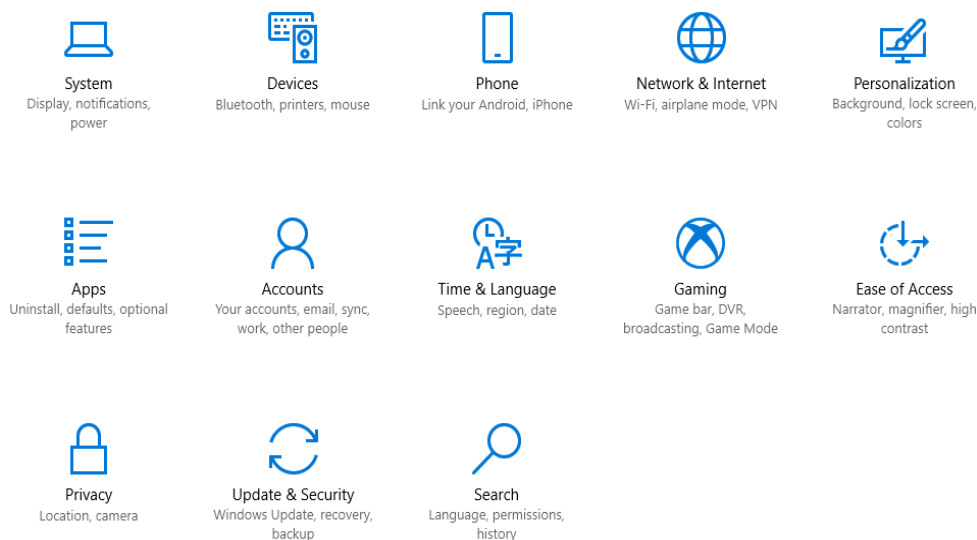 System
Display, notifications,
power
Devices
Bluetooth, printers, mouse
Phone
Link your Android, iPhone
Network & Internet
Wi-Fi, airplane mode, VPN
Personalization
Background, lock screen,
colors
Apps
Uninstall, defaults, optional
features
Accounts
Your accounts, email, sync,
work, other people
A字
Time & Language
Speech, region, date
Gaming
Game bar, DVR,
broadcasting, Game Mode
Ease of Access
Narrator, magnifier, high
contrast
Privacy
Location, camera
Update & Security
Windows Update, recovery,
backup
Search
Language, permissions,
history